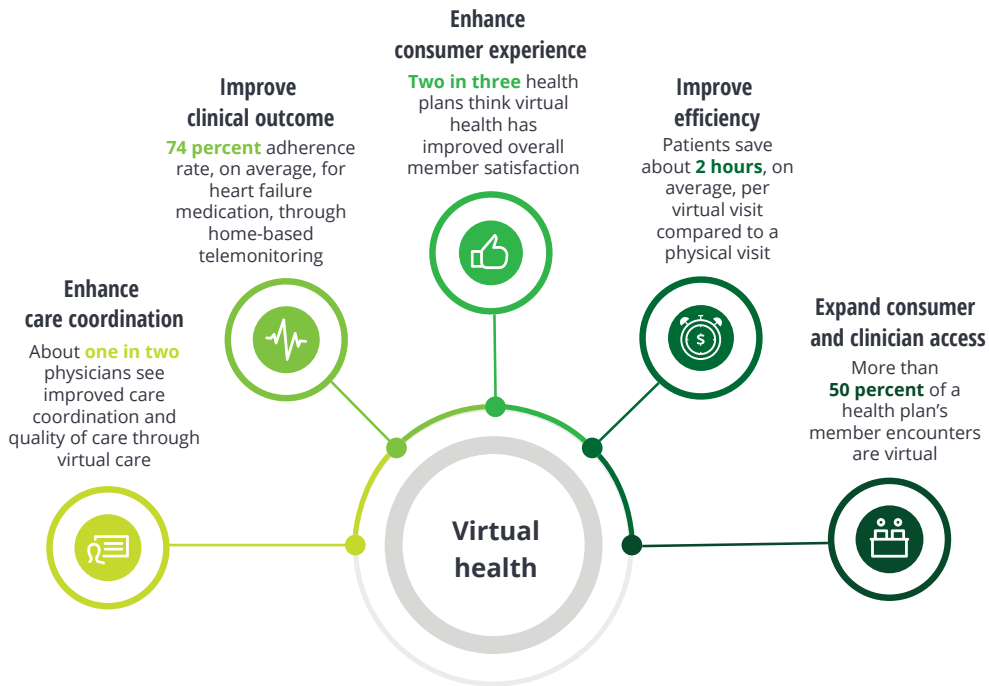 Enhance
care coordination
About one in two
physicians see
improved care
coordination and
quality of care through
virtual care
Improve
clinical outcome
74 percent adherence
rate, on average, for
heart failure
medication, through
home-based
telemonitoring
Enhance
consumer experience
Two in three health
plans think virtual
health has
improved overall
member satisfaction
Improve
efficiency
Patients save
about 2 hours, on
average, per
virtual visit
compared to a
physical visit
$
Expand consumer
and clinician access
More than
50 percent of a
health plan’s
member encounters
are virtual
Virtual
health